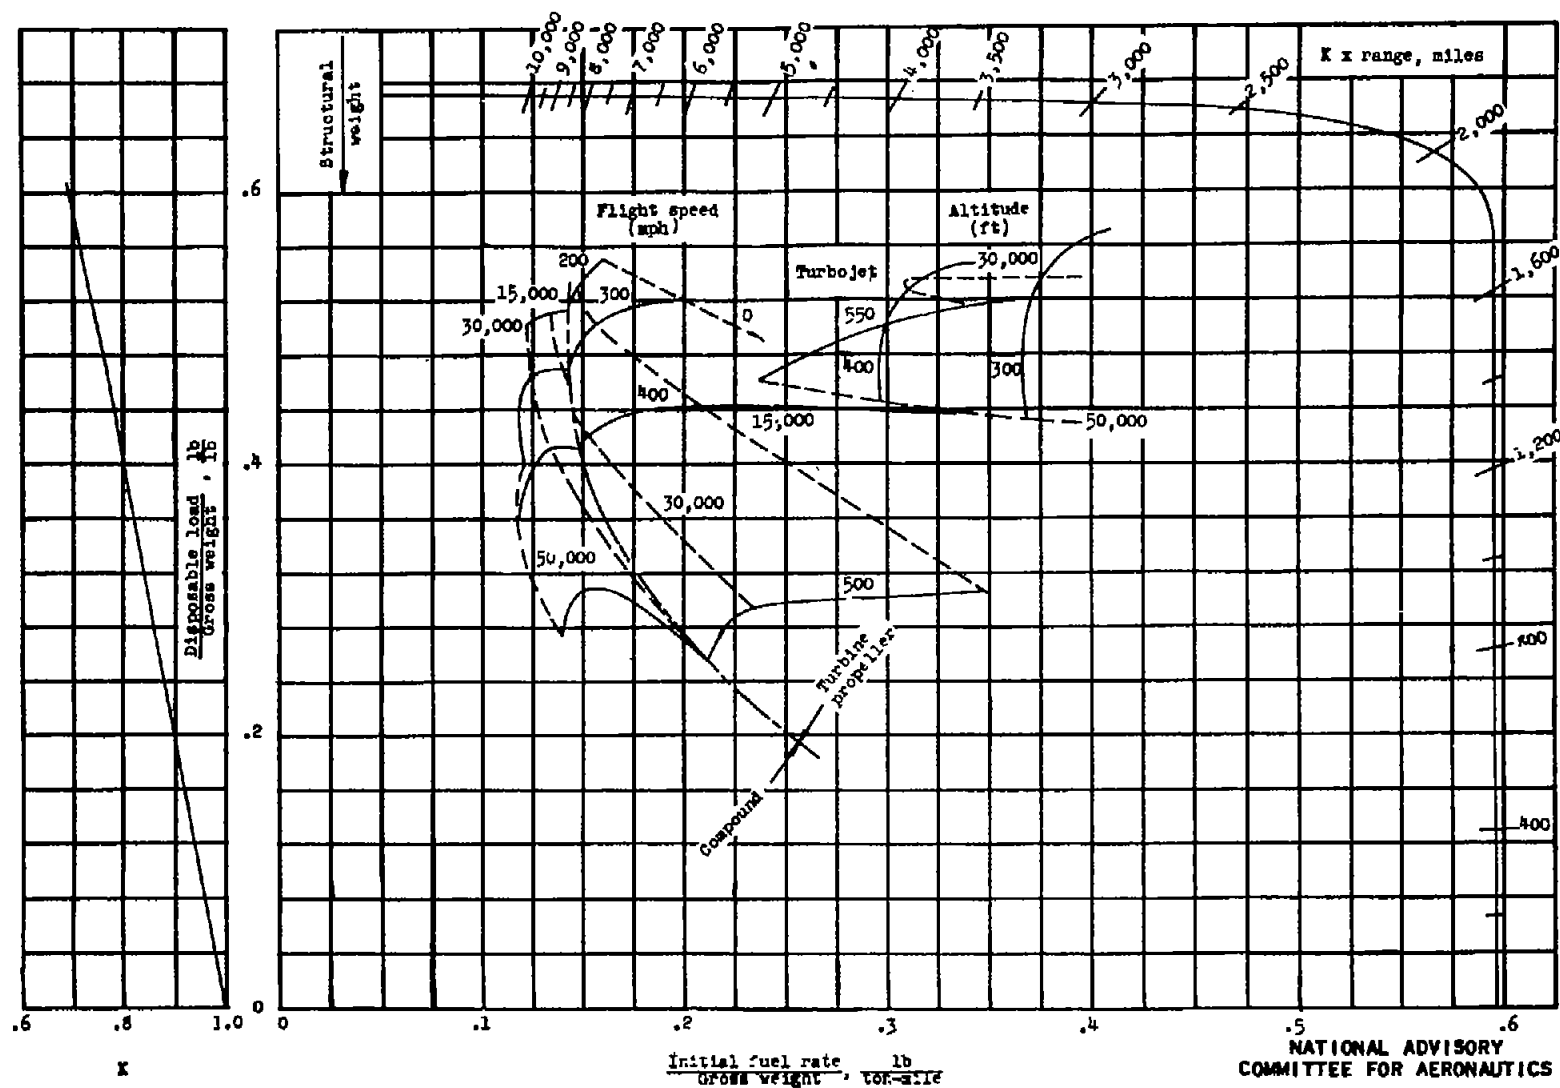 10,000
9,000
8,000
7,000
6,000
5,000
4,000
3,500
3,000
2,500
2,000
1,600
1,200
800
400
K x range, miles
Structural
weight
.6
.4
.2
0
Disposable load
Gross weight , lb
lb
Flight speed
(mph)
Altitude
(ft)
200
15,000
300
30,000
0
Turbojet
30,000
550
400
300
50,000
400
15,000
30,000
50,000
500
Turbine
propeller
Compound
.6
.8
1.0
K
0
.1
.2
.3
.4
.5
.6
Initial fuel rate
Gross weight , lb
ton-mile
NATIONAL ADVISORY
COMMITTEE FOR AERONAUTICS